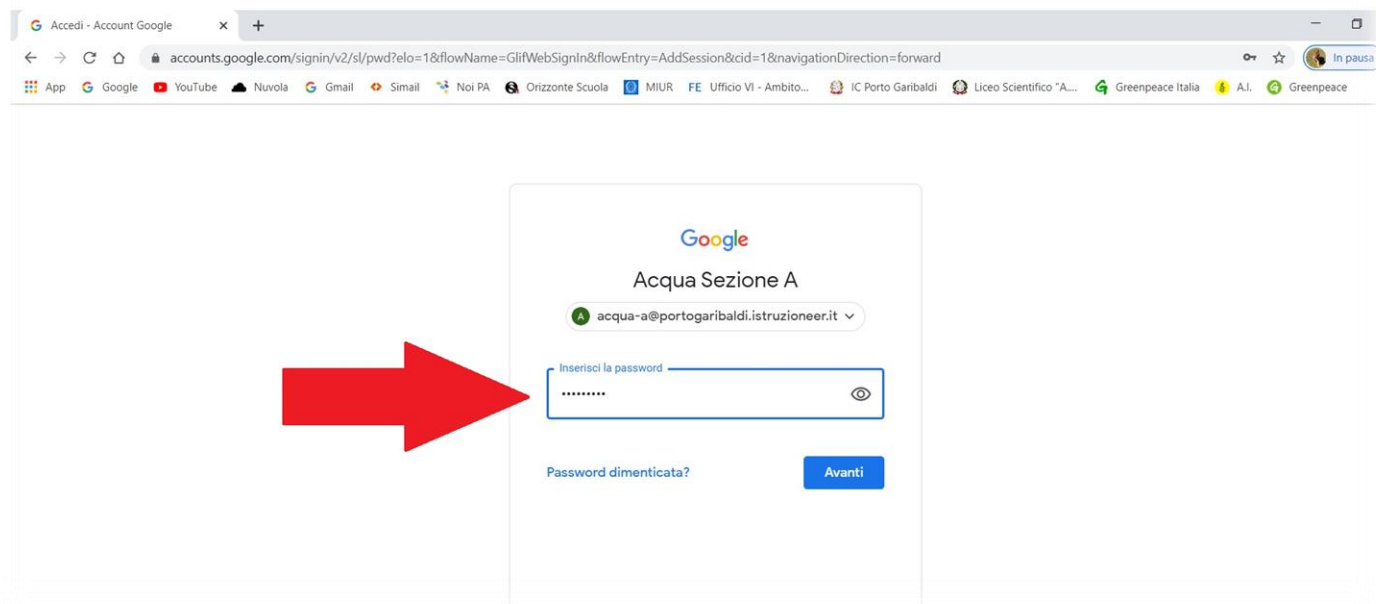 Accedi - Account Google
accounts.google.com/signin/v2/sl/pwd?elo=1&flowName=GlifWebSignIn&flowEntry=AddSession&cid=1&navigationDirection=forward
In pausa
App Google YouTube Nuvola Gmail Simail Noi PA Orizzonte Scuola MIUR FE Ufficio VI - Ambito... IC Porto Garibaldi Liceo Scientifico "A.... Greenpeace Italia A.I. Greenpeace
Google
Acqua Sezione A
A acqua-a@portogaribaldi.istruzioneer.it
Inserisci la password
•••••••••
Password dimenticata? Avanti